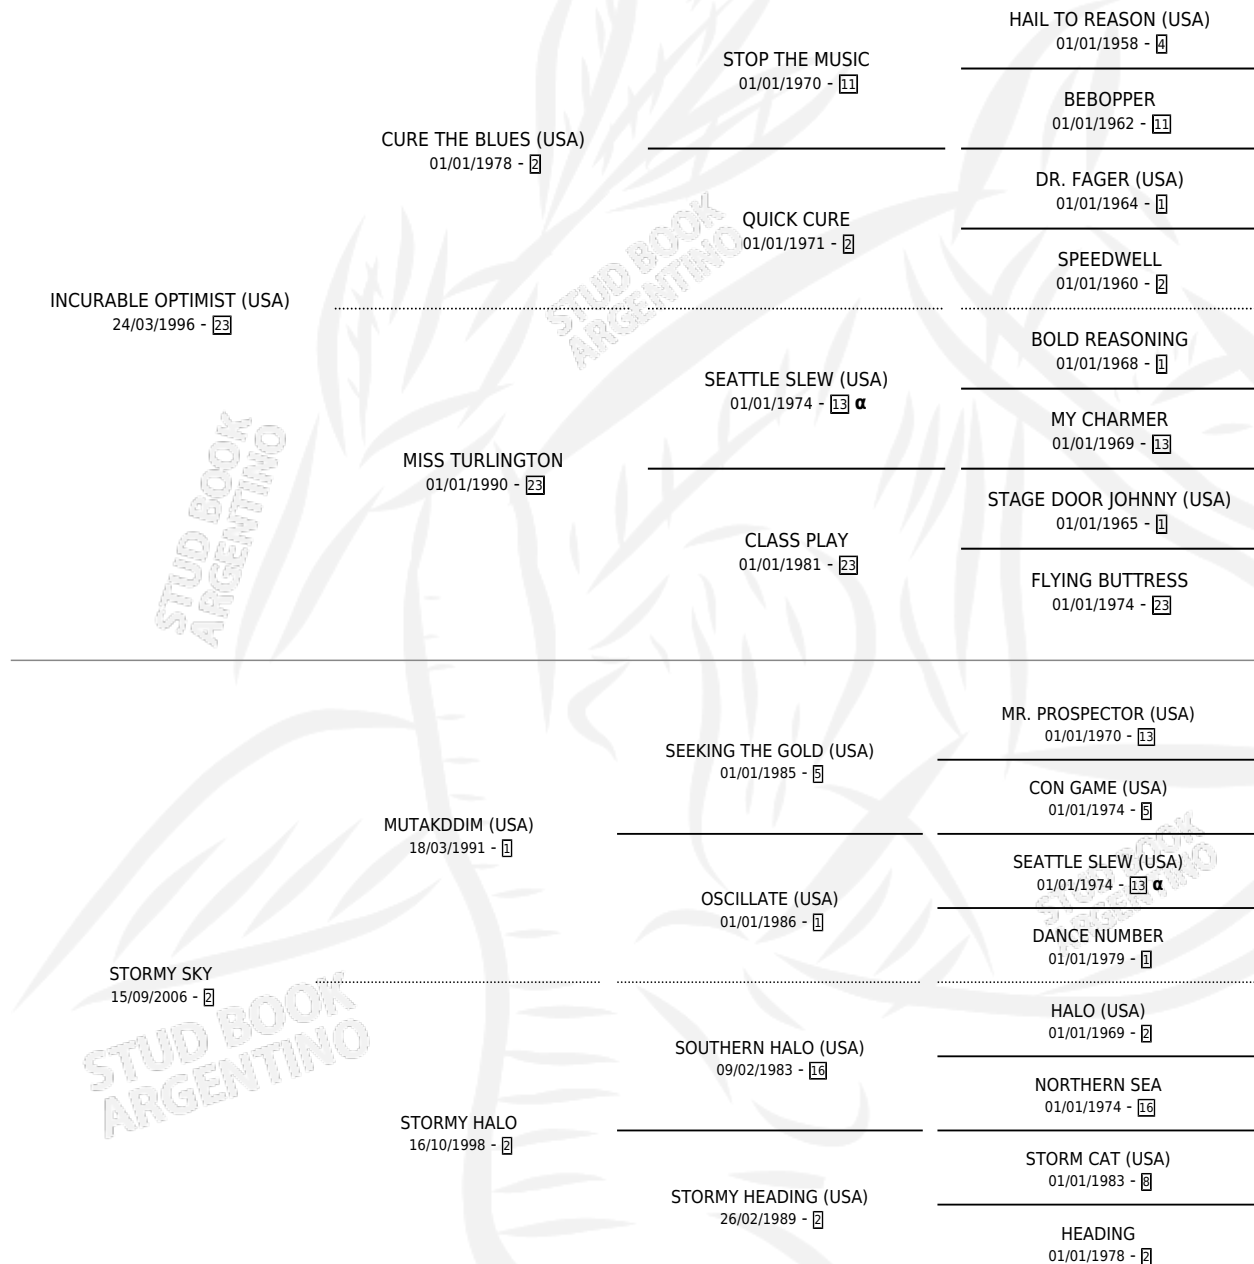 HAIL TO REASON (USA)
01/01/1958 - 4
STOP THE MUSIC
01/01/1970 - 11
BEBOPPER
01/01/1962 - 11
CURE THE BLUES (USA)
01/01/1978 - 2
DR. FAGER (USA)
01/01/1964 - 1
QUICK CURE
01/01/1971 - 2
SPEEDWELL
01/01/1960 - 2
INCURABLE OPTIMIST (USA)
24/03/1996 - 23
BOLD REASONING
01/01/1968 - 1
SEATTLE SLEW (USA)
01/01/1974 - 13 α
MY CHARMER
01/01/1969 - 13
MISS TURLINGTON
01/01/1990 - 23
STAGE DOOR JOHNNY (USA)
01/01/1965 - 1
CLASS PLAY
01/01/1981 - 23
FLYING BUTTRESS
01/01/1974 - 23
MR. PROSPECTOR (USA)
01/01/1970 - 13
SEEKING THE GOLD (USA)
01/01/1985 - 5
CON GAME (USA)
01/01/1974 - 5
MUTAKDDIM (USA)
18/03/1991 - 1
SEATTLE SLEW (USA)
01/01/1974 - 13 α
OSCILLATE (USA)
01/01/1986 - 1
DANCE NUMBER
01/01/1979 - 1
STORMY SKY
15/09/2006 - 2
HALO (USA)
01/01/1969 - 2
SOUTHERN HALO (USA)
09/02/1983 - 16
NORTHERN SEA
01/01/1974 - 16
STORMY HALO
16/10/1998 - 2
STORM CAT (USA)
01/01/1983 - 8
STORMY HEADING (USA)
26/02/1989 - 2
HEADING
01/01/1978 - 2
STUD BOOK
ARGENTINO
STUD BOOK
ARGENTINO
STUD BOOK
ARGENTINO
STUD BOOK
ARGENTINO